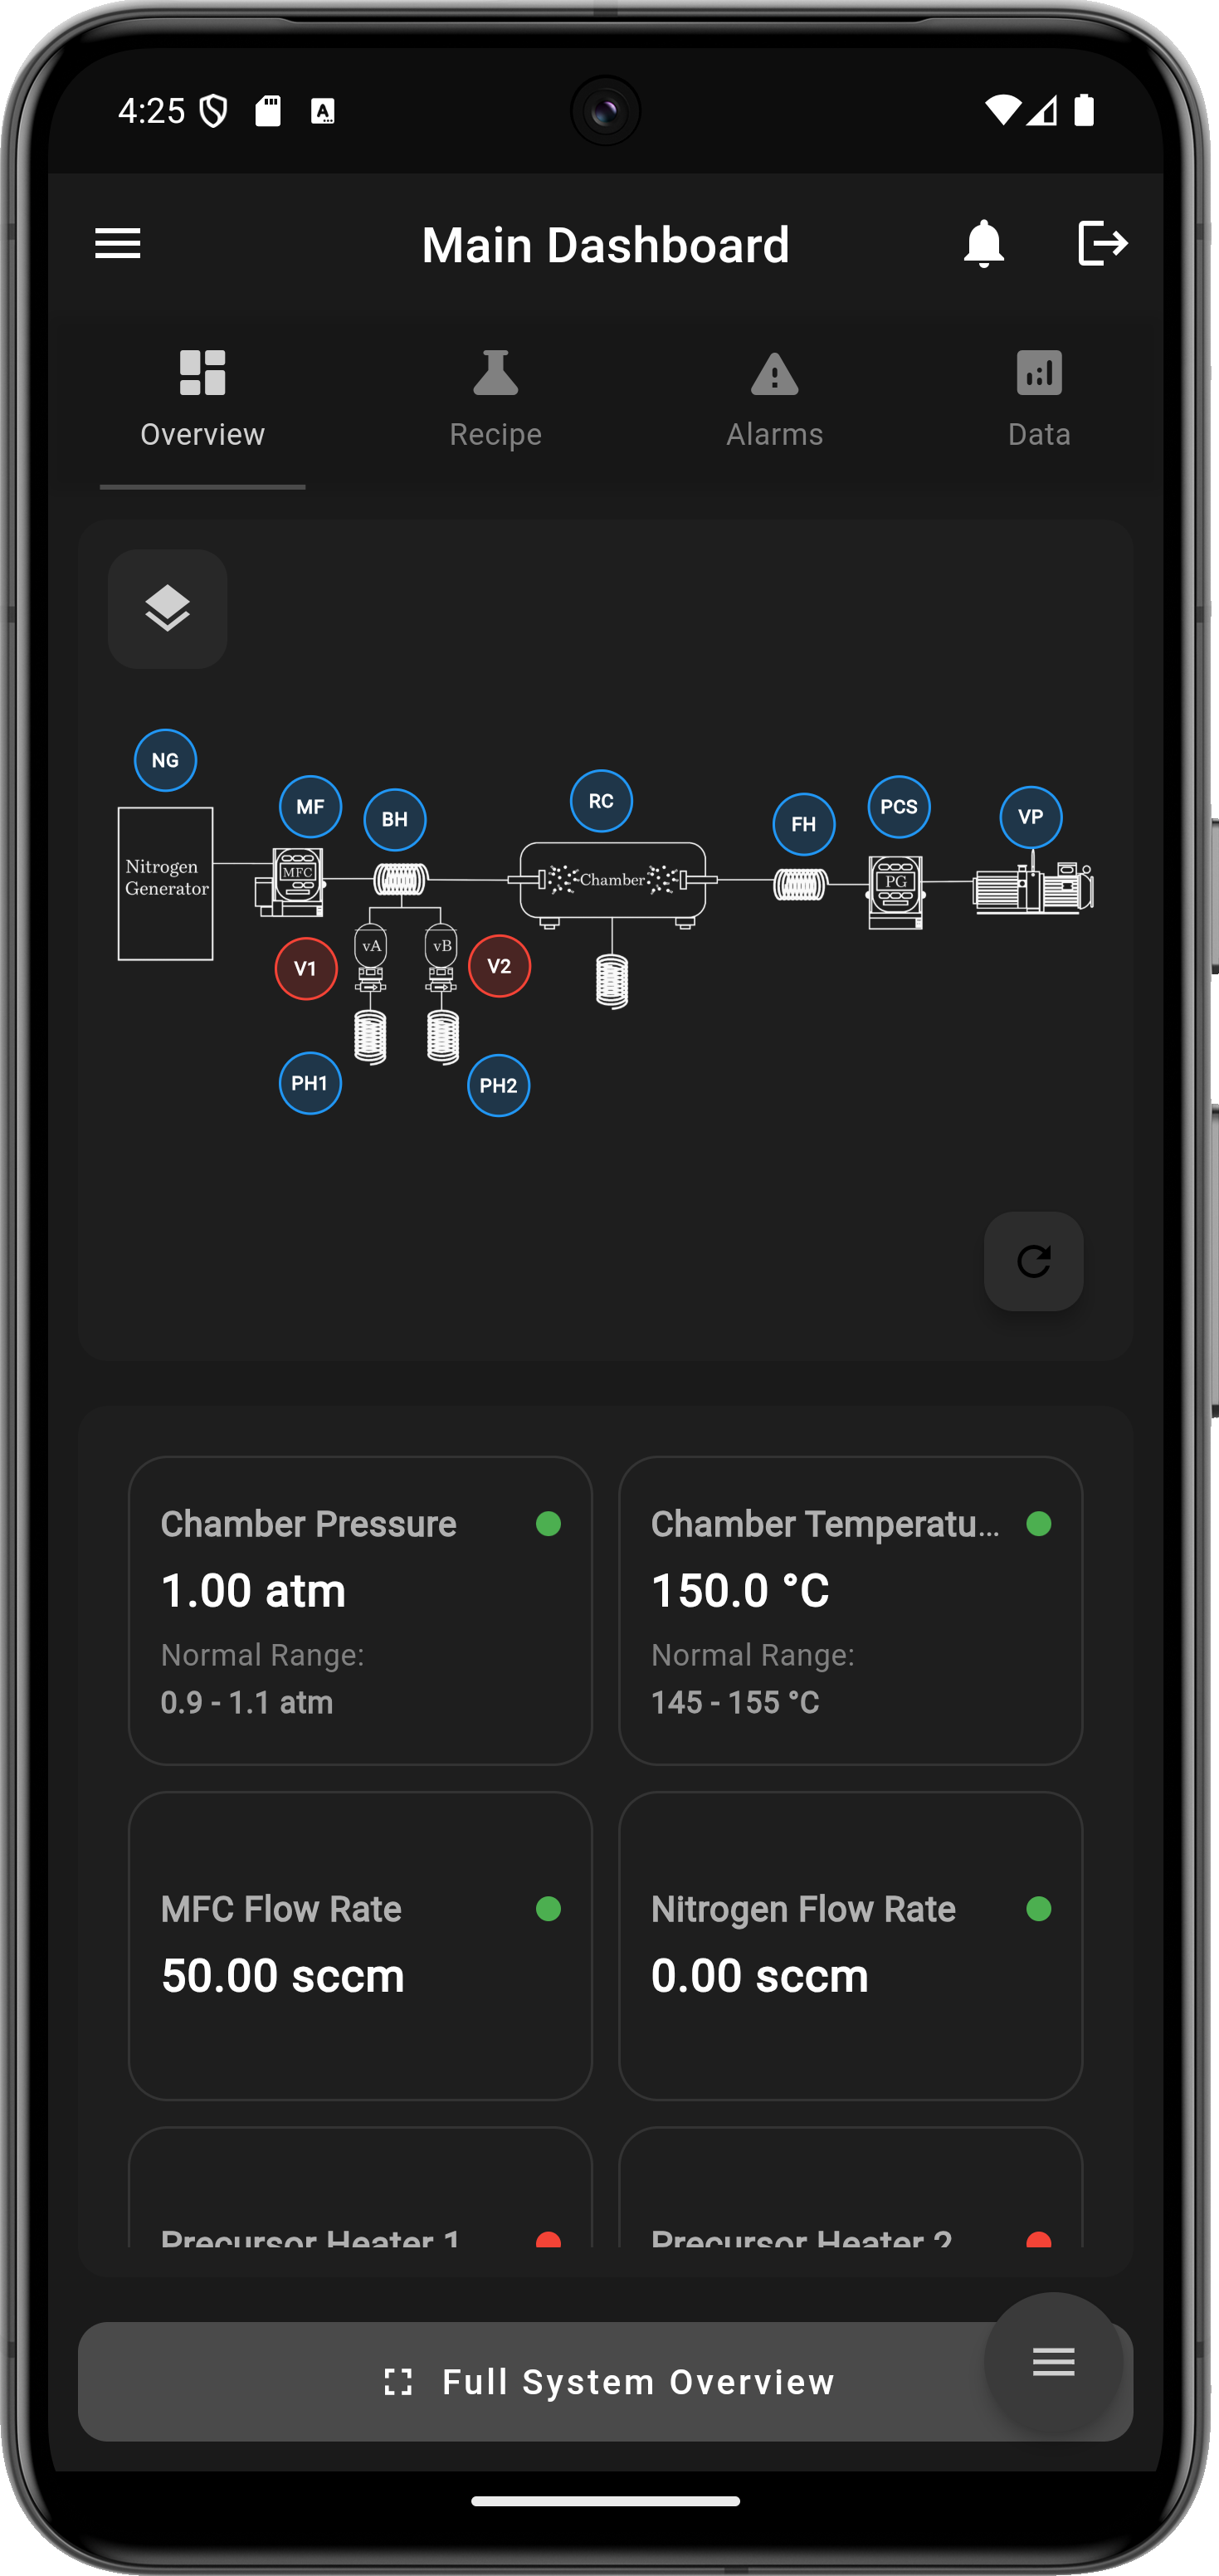 4:25
Main Dashboard
Overview
Recipe
Alarms
Data
NG
MF
BH
RC
FH
PCS
VP
Nitrogen
Generator
MFC
Chamber
PG
vA
vB
V1
V2
PH1
PH2
Chamber Pressure
1.00 atm
Normal Range:
0.9 - 1.1 atm
Chamber Temperatu...
150.0 °C
Normal Range:
145 - 155 °C
MFC Flow Rate
50.00 sccm
Nitrogen Flow Rate
0.00 sccm
Precursor Heater 1
Precursor Heater 2
Full System Overview